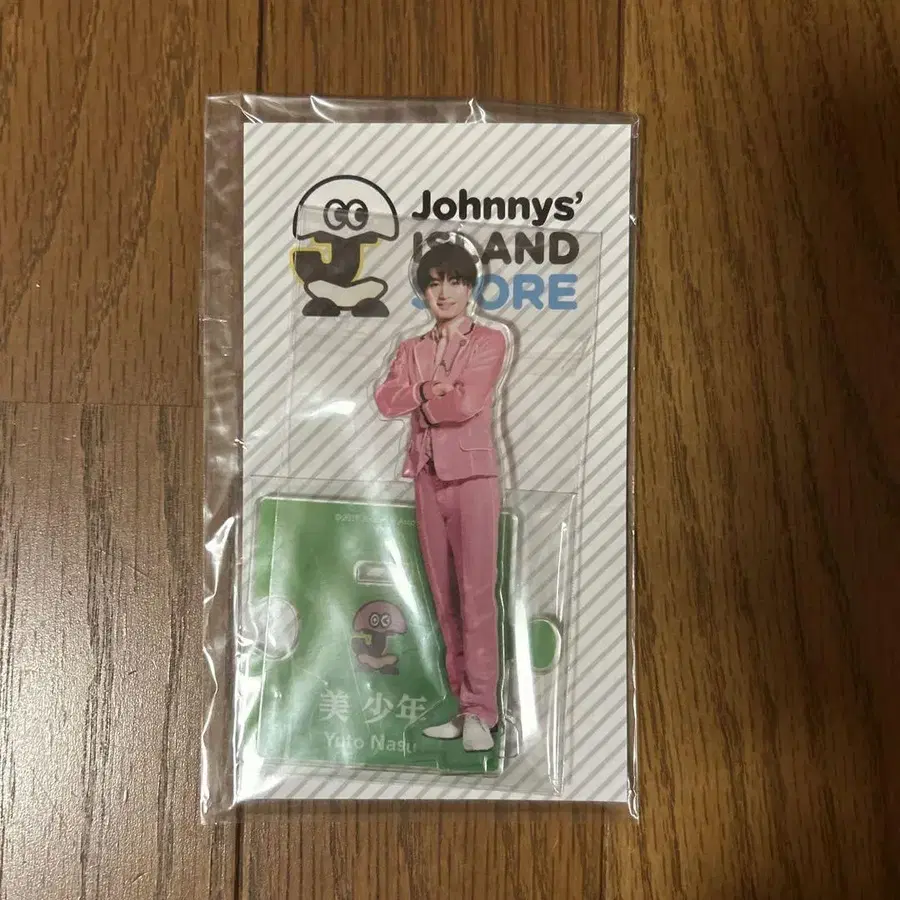 Johnnys'
ISLAND
STORE
美 少年
Yuto Nasu